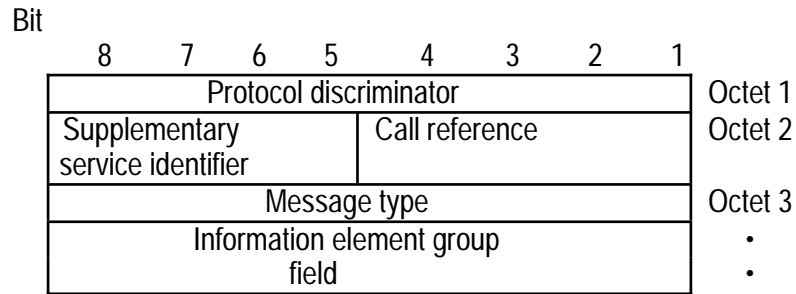 Bit
8 7 6 5 4 3 2 1
Protocol discriminator Octet 1
Supplementary Call reference Octet 2
service identifier
Message type Octet 3
Information element group •
field •